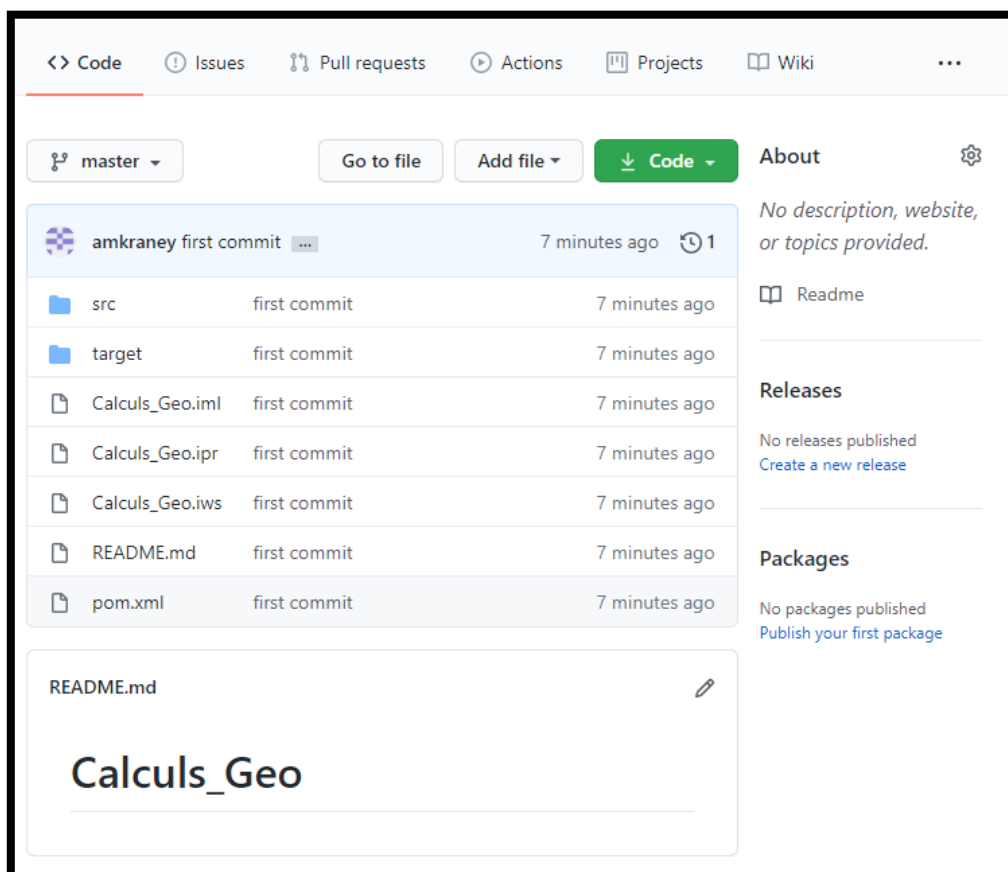 <> Code Issues Pull requests Actions Projects Wiki ...
master Go to file Add file Code
amkraney first commit ... 7 minutes ago 1
src first commit 7 minutes ago
target first commit 7 minutes ago
Calculs_Geo.iml first commit 7 minutes ago
Calculs_Geo.ipr first commit 7 minutes ago
Calculs_Geo.iws first commit 7 minutes ago
README.md first commit 7 minutes ago
pom.xml first commit 7 minutes ago
README.md
Calculs_Geo
About
No description, website,
or topics provided.
Readme
Releases
No releases published
Create a new release
Packages
No packages published
Publish your first package